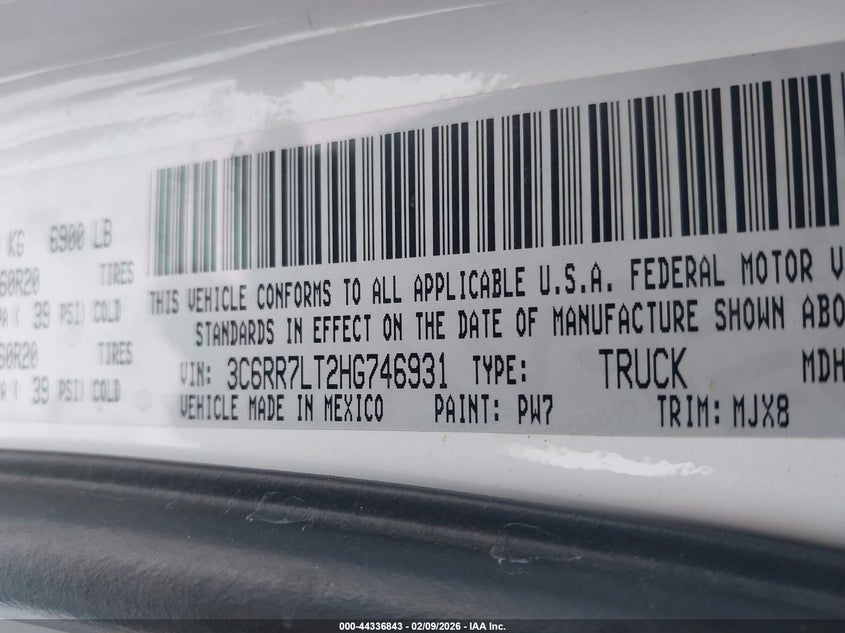 KG 6900 LB
60R20 TIRES
( 39 PSI) COLD
60R20 TIRES
( 39 PSI) COLD
THIS VEHICLE CONFORMS TO ALL APPLICABLE U.S.A. FEDERAL MOTOR V
STANDARDS IN EFFECT ON THE DATE OF MANUFACTURE SHOWN ABO
VIN: 3C6RR7LT2HG746931 TYPE: TRUCK MDH
VEHICLE MADE IN MEXICO PAINT: PW7 TRIM: MJX8
000-44336843 - 02/09/2026 - IAA Inc.